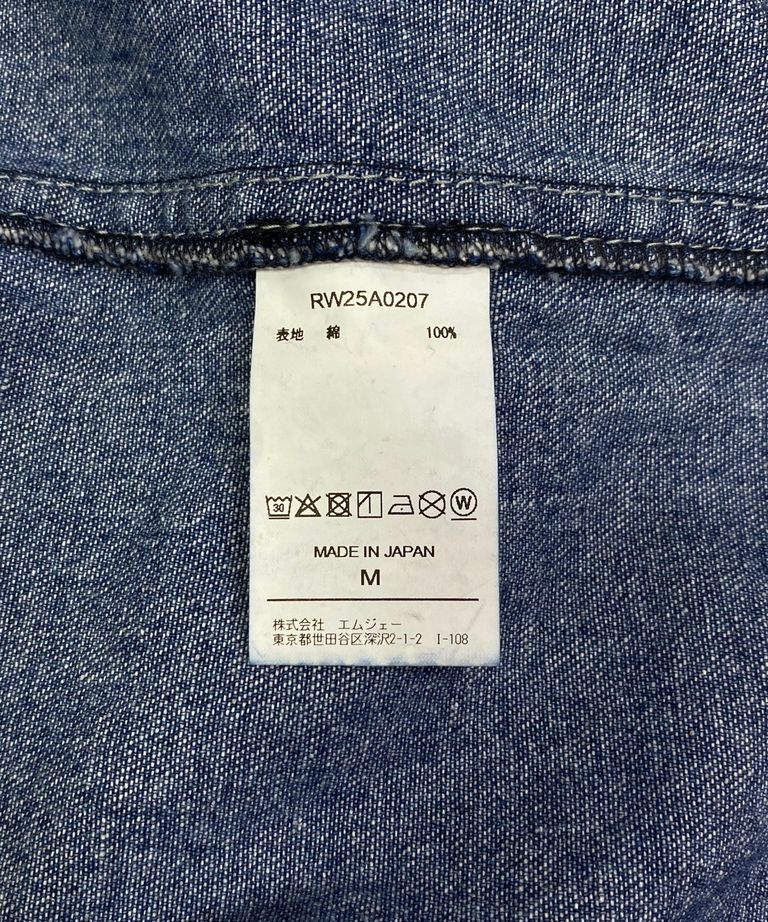 RW25A0207
表地 綿 100%
30 W
MADE IN JAPAN
M
株式会社 エムジェー
東京都世田谷区深沢2-1-2 I-108